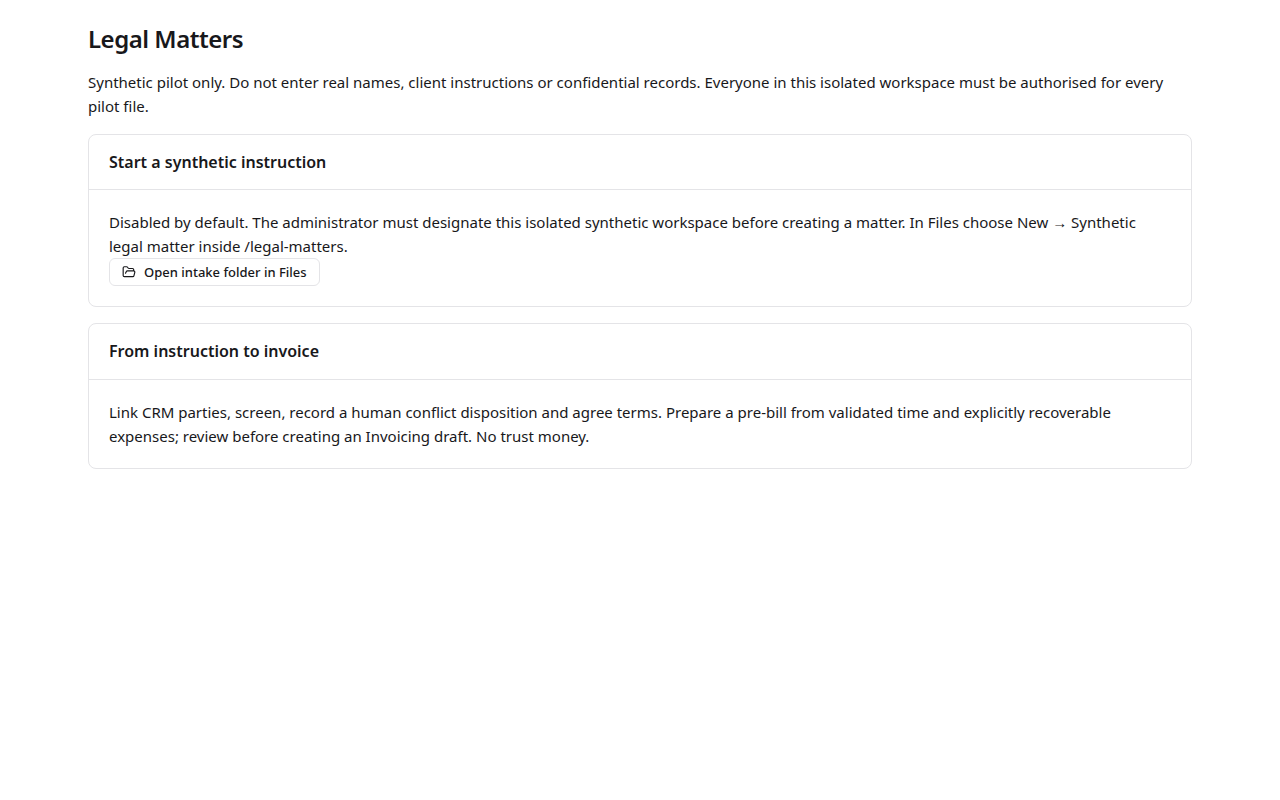 Legal Matters
Synthetic pilot only. Do not enter real names, client instructions or confidential records. Everyone in this isolated workspace must be authorised for every
pilot file.
Start a synthetic instruction
Disabled by default. The administrator must designate this isolated synthetic workspace before creating a matter. In Files choose New → Synthetic
legal matter inside /legal-matters.
Open intake folder in Files
From instruction to invoice
Link CRM parties, screen, record a human conflict disposition and agree terms. Prepare a pre-bill from validated time and explicitly recoverable
expenses; review before creating an Invoicing draft. No trust money.